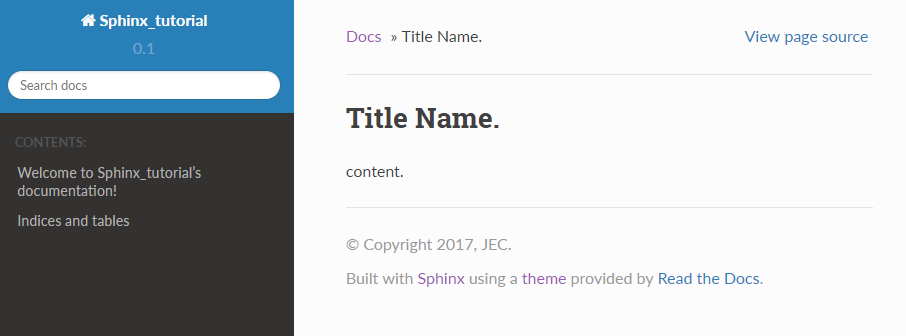 Sphinx_tutorial
0.1
Search docs
CONTENTS:
Welcome to Sphinx_tutorial's
documentation!
Indices and tables
Docs » Title Name.
View page source
Title Name.
content.
© Copyright 2017, JEC.
Built with Sphinx using a theme provided by Read the Docs.